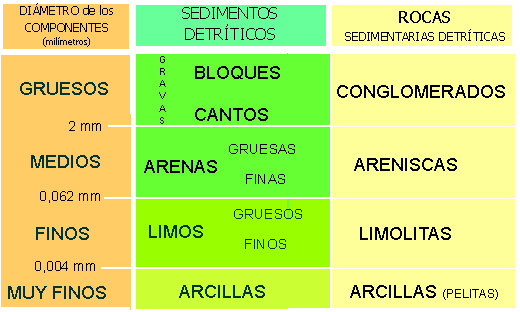 DIÁMETRO de los
COMPONENTES
(milímetros)
SEDIMENTOS
DETRÍTICOS
ROCAS
SEDIMENTARIAS DETRÍTICAS
GRUESOS
GRAVAS
BLOQUES
CANTOS
CONGLOMERADOS
2 mm
MEDIOS
ARENAS
GRUESAS
FINAS
ARENISCAS
0,062 mm
FINOS
LIMOS
GRUESOS
FINOS
LIMOLITAS
0,004 mm
MUY FINOS
ARCILLAS
ARCILLAS (PELITAS)